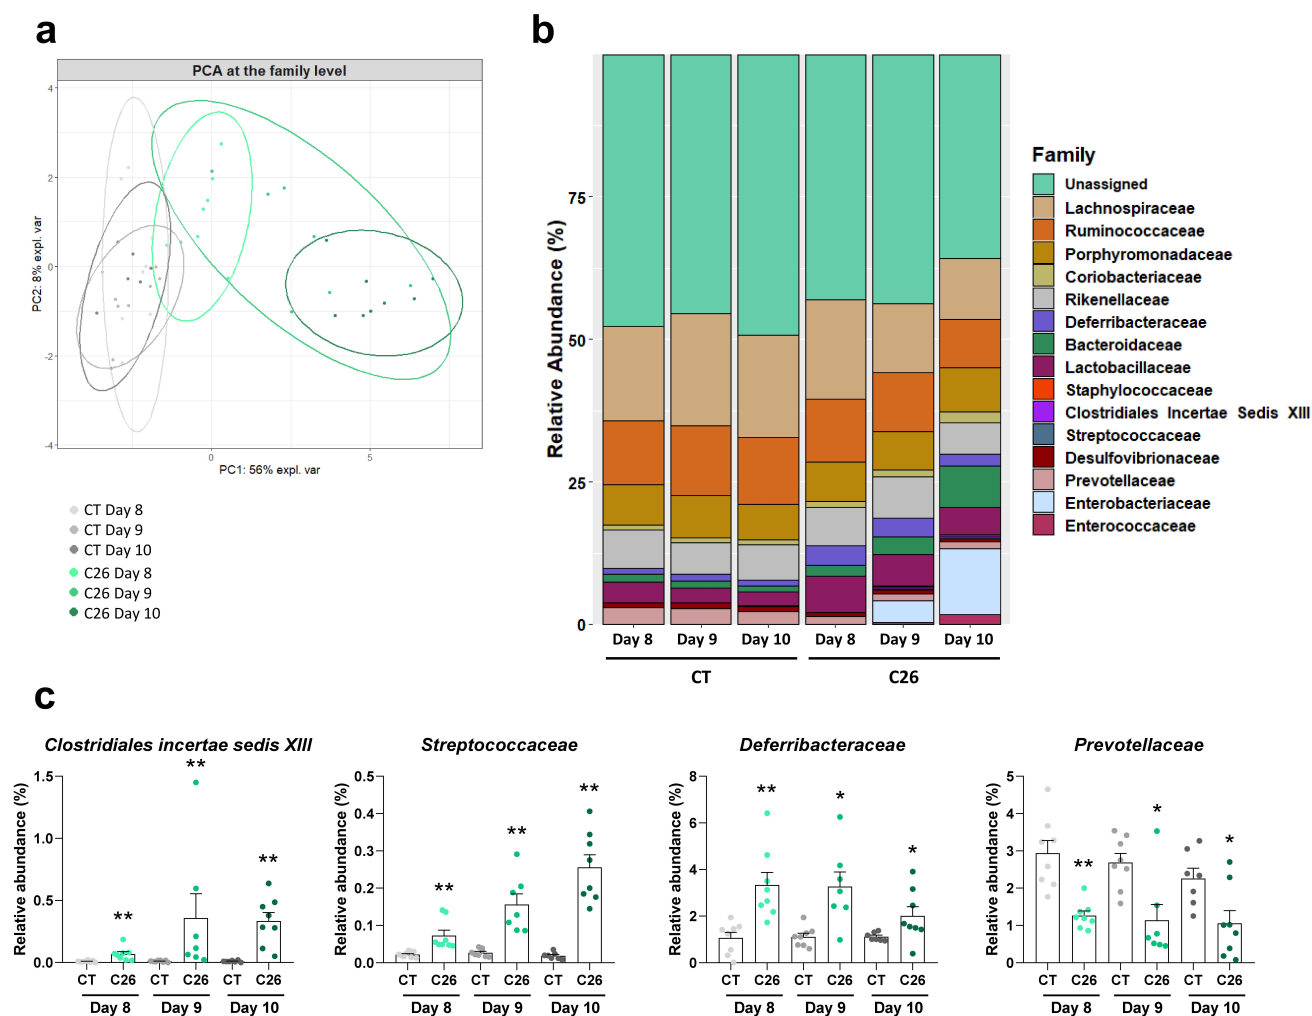 a
PCA at the family level
4
2
0
-2
-4
PC2: 8% expl. var
0
5
PC1: 56% expl. var
CT Day 8
CT Day 9
CT Day 10
C26 Day 8
C26 Day 9
C26 Day 10
b
Relative Abundance (%)
75
50
25
0
Day 8 Day 9 Day 10 Day 8 Day 9 Day 10
CT C26
Family
Unassigned
Lachnospiraceae
Ruminococcaceae
Porphyromonadaceae
Coriobacteriaceae
Rikenellaceae
Deferribacteraceae
Bacteroidaceae
Lactobacillaceae
Staphylococcaceae
Clostridiales Incertae Sedis XIII
Streptococcaceae
Desulfovibrionaceae
Prevotellaceae
Enterobacteriaceae
Enterococcaceae
c
Clostridiales incertae sedis XIII
Relative abundance (%)
1.5
1.0
0.5
0.0
** ** **
CT C26 CT C26 CT C26
Day 8 Day 9 Day 10
Streptococcaceae
Relative abundance (%)
0.5
0.4
0.3
0.2
0.1
0.0
** ** **
CT C26 CT C26 CT C26
Day 8 Day 9 Day 10
Deferribacteraceae
Relative abundance (%)
8
6
4
2
0
** * *
CT C26 CT C26 CT C26
Day 8 Day 9 Day 10
Prevotellaceae
Relative abundance (%)
5
4
3
2
1
0
** * *
CT C26 CT C26 CT C26
Day 8 Day 9 Day 10